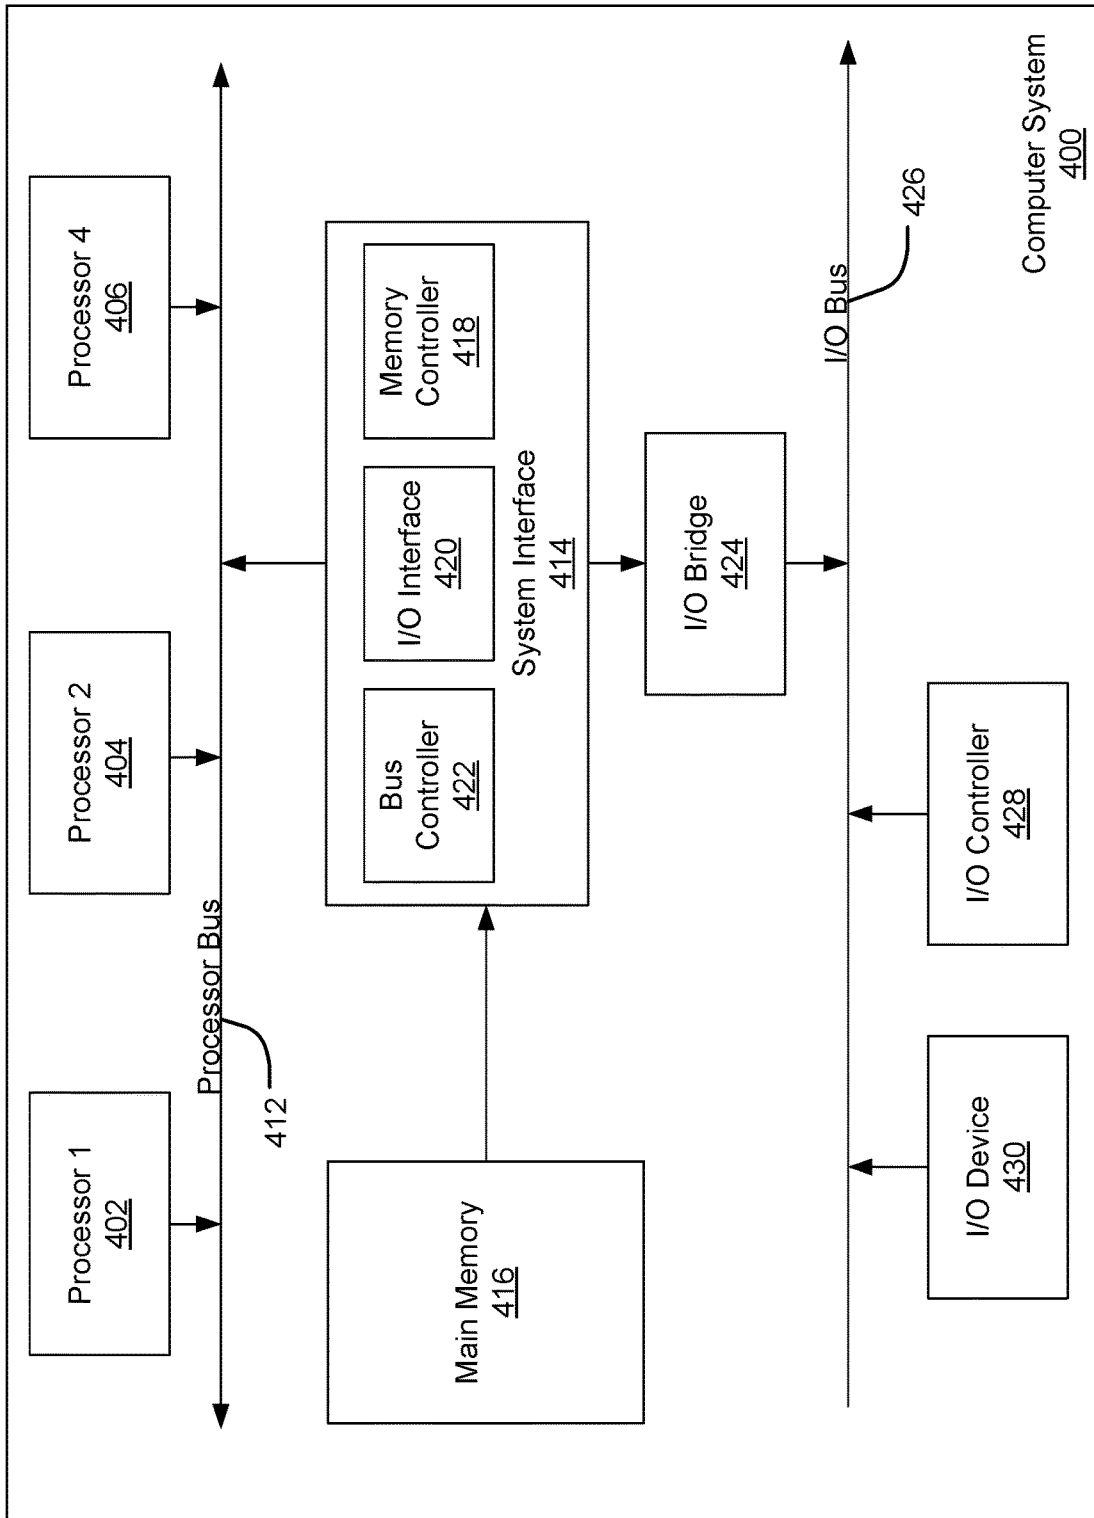 Processor 1
402
Processor 2
404
Processor 4
406
Processor Bus
412
Main Memory
416
Bus
Controller
422
I/O Interface
420
Memory
Controller
418
System Interface
414
I/O Bridge
424
I/O Bus
426
I/O Device
430
I/O Controller
428
Computer System
400